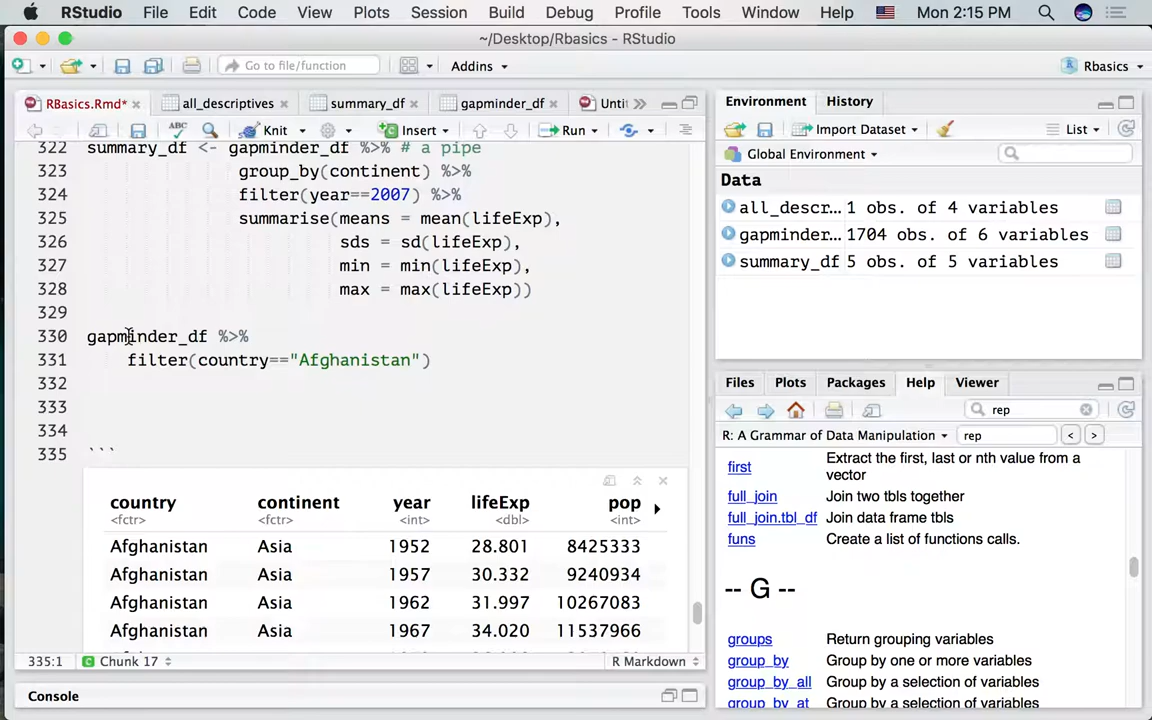 RStudio File Edit Code View Plots Session Build Debug Profile Tools Window Help Mon 2:15 PM
~/Desktop/Rbasics - RStudio
Go to file/function Addins Rbasics
RBasics.Rmd* all_descriptives summary_df gapminder_df Unti
Knit Insert Run
322 summary_df <- gapminder_df %>% # a pipe
323 group_by(continent) %>%
324 filter(year==2007) %>%
325 summarise(means = mean(lifeExp),
326 sds = sd(lifeExp),
327 min = min(lifeExp),
328 max = max(lifeExp))
329
330 gapminder_df %>%
331 filter(country=="Afghanistan")
332
333
334
335 ```
country continent year lifeExp pop
<fctr> <fctr> <int> <dbl> <int>
Afghanistan Asia 1952 28.801 8425333
Afghanistan Asia 1957 30.332 9240934
Afghanistan Asia 1962 31.997 10267083
Afghanistan Asia 1967 34.020 11537966
335:1 Chunk 17 R Markdown
Console
Environment History
Import Dataset List
Global Environment
Data
all_descr… 1 obs. of 4 variables
gapminder… 1704 obs. of 6 variables
summary_df 5 obs. of 5 variables
Files Plots Packages Help Viewer
rep
R: A Grammar of Data Manipulation rep
first Extract the first, last or nth value from a
vector
full_join Join two tbls together
full_join.tbl_df Join data frame tbls
funs Create a list of functions calls.
-- G --
groups Return grouping variables
group_by Group by one or more variables
group_by_all Group by a selection of variables
group_by_at Group by a selection of variables